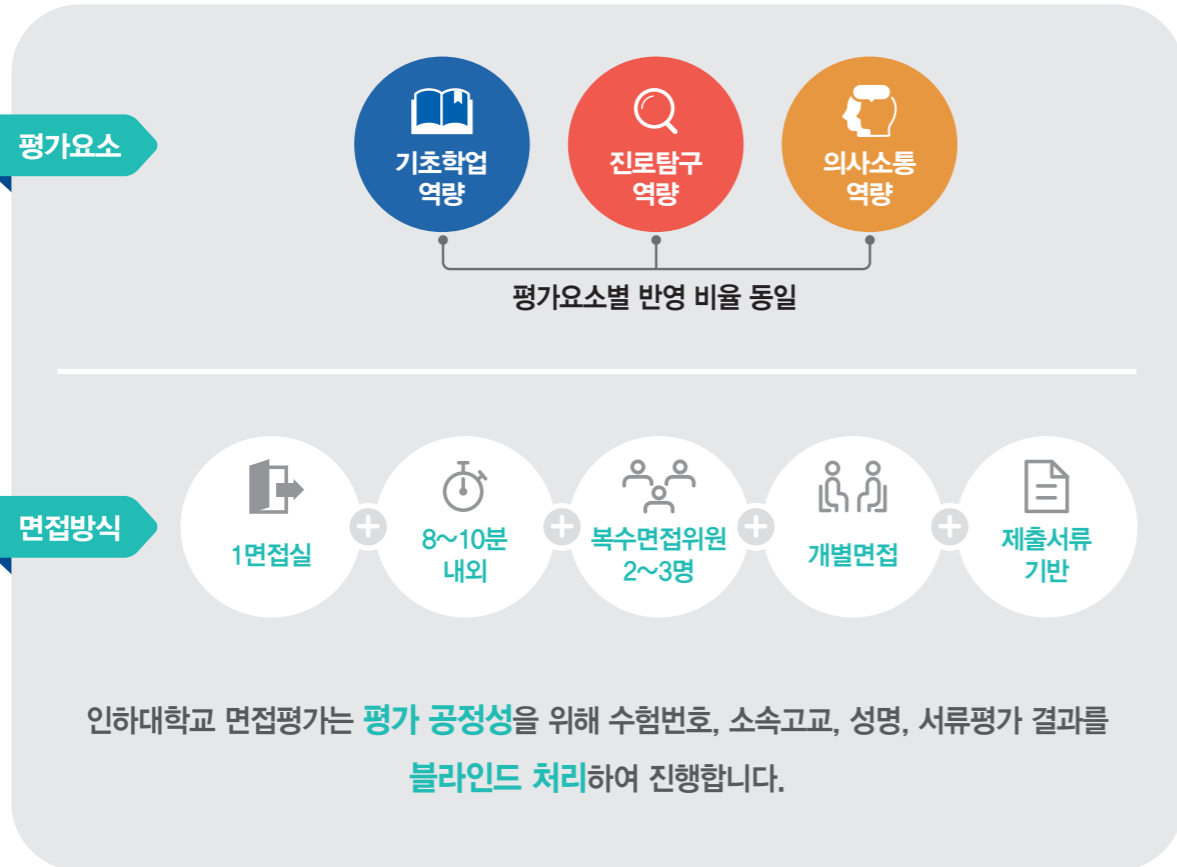 평가요소
기초학업
역량
진로탐구
역량
의사소통
역량
평가요소별 반영 비율 동일
면접방식
1면접실
8~10분
내외
복수면접위원
2~3명
개별면접
제출서류
기반
인하대학교 면접평가는 평가 공정성을 위해 수험번호, 소속고교, 성명, 서류평가 결과를
블라인드 처리하여 진행합니다.